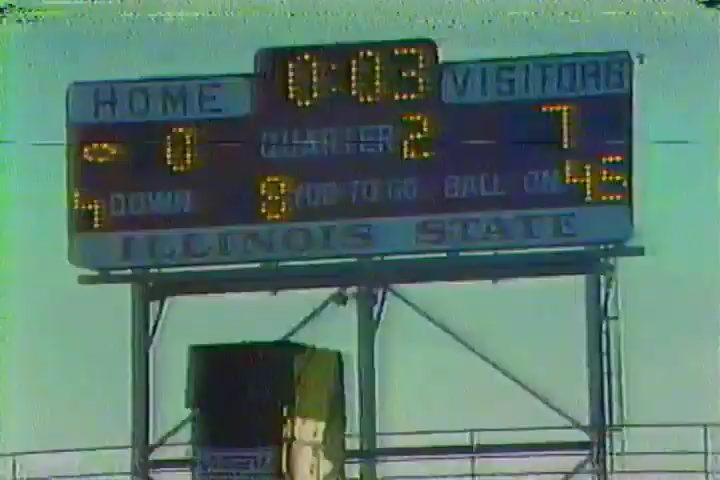 0:03
HOME VISITORS
0 QUARTER 2 7
4 DOWN 8 YDS TO GO BALL ON 45
ILLINOIS STATE